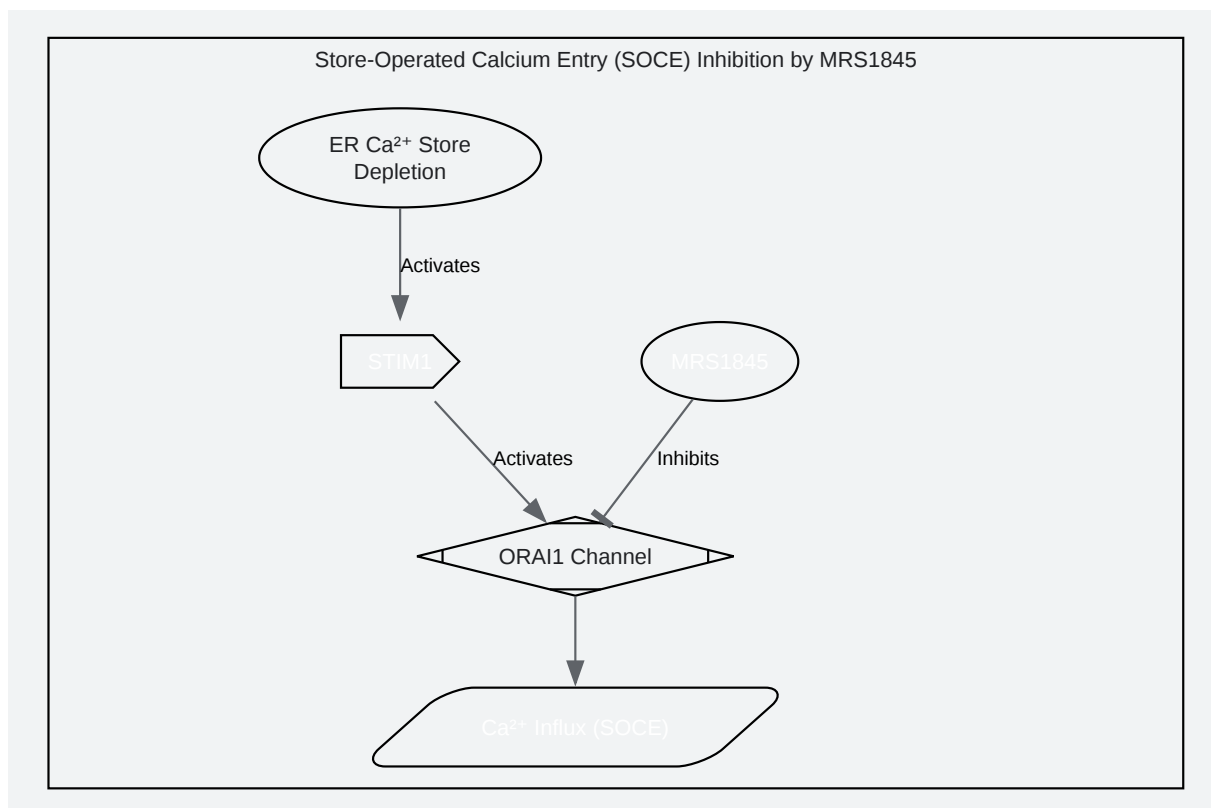 Store-Operated Calcium Entry (SOCE) Inhibition by MRS1845
ER Ca²⁺ Store
Depletion
Activates
STIM1
MRS1845
Activates
Inhibits
ORAI1 Channel
Ca²⁺ Influx (SOCE)